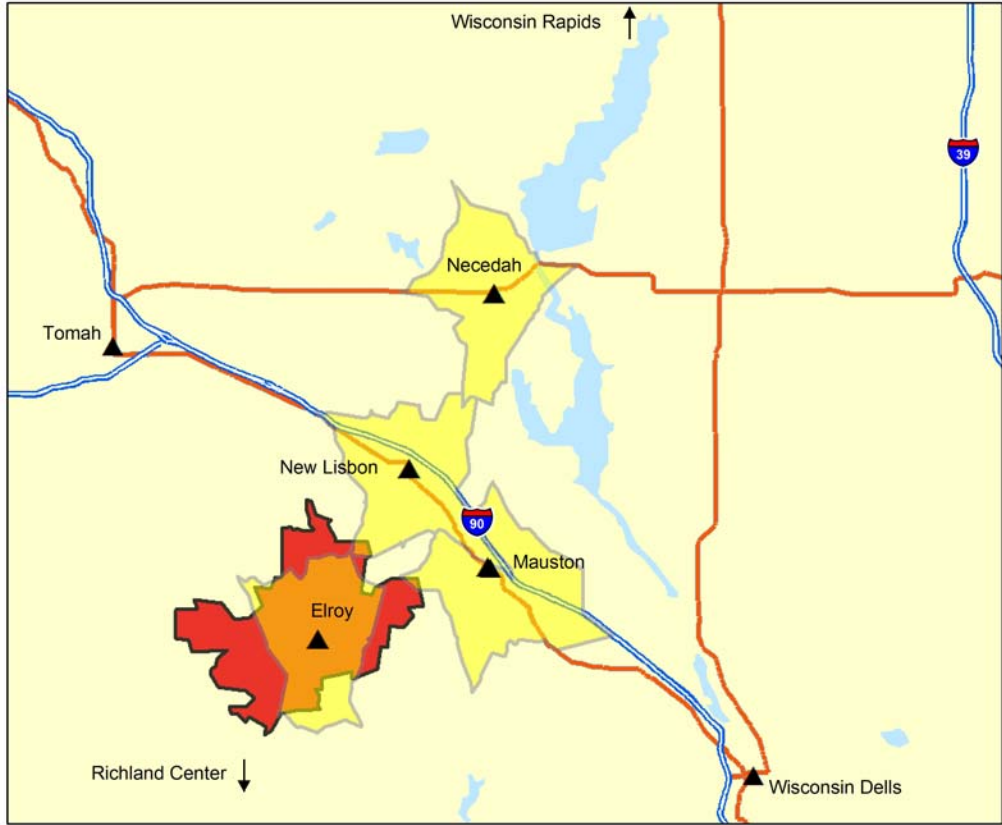 Wisconsin Rapids
39
Necedah
Tomah
New Lisbon
90
Mauston
Elroy
Richland Center
Wisconsin Dells